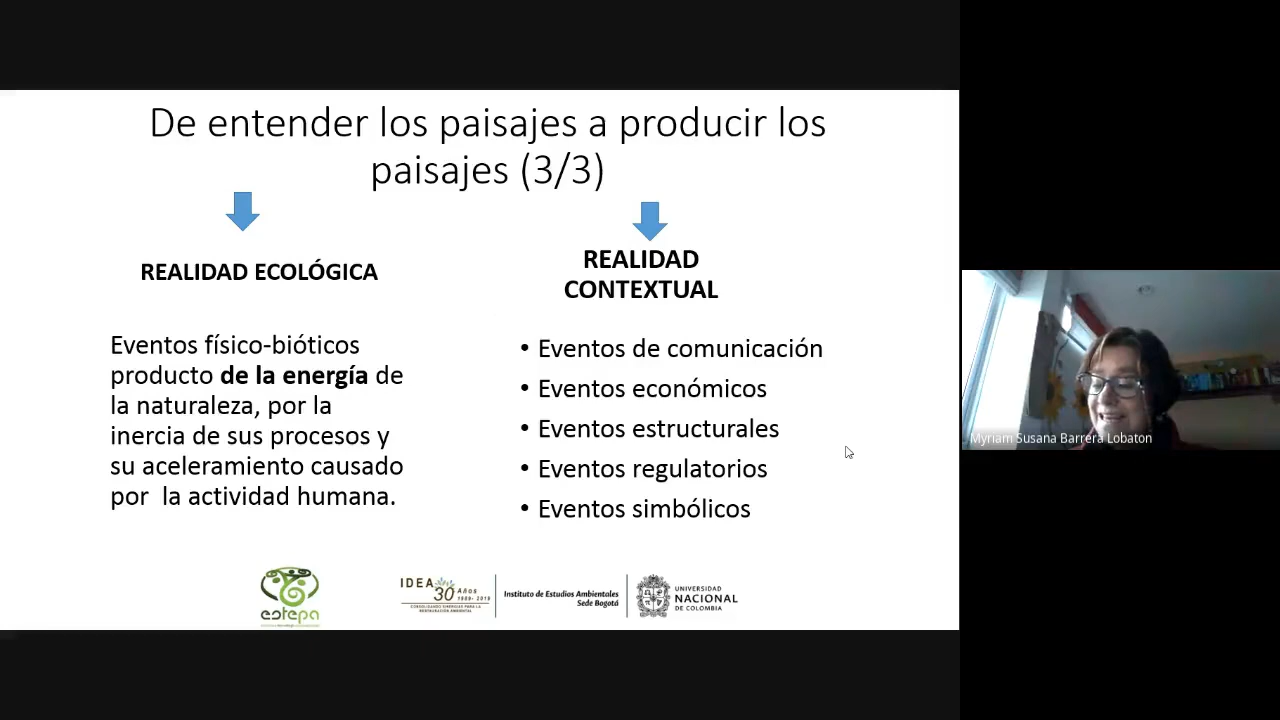 De entender los paisajes a producir los
paisajes (3/3)
REALIDAD ECOLÓGICA
Eventos físico-bióticos
producto de la energía de
la naturaleza, por la
inercia de sus procesos y
su aceleramiento causado
por la actividad humana.
REALIDAD
CONTEXTUAL
• Eventos de comunicación
• Eventos económicos
• Eventos estructurales
• Eventos regulatorios
• Eventos simbólicos
estepa
IDEA
30 Años
1989-2019
Instituto de Estudios Ambientales
Sede Bogotá
UNIVERSIDAD
NACIONAL
DE COLOMBIA
Myriam Susana Barrera Lobaton